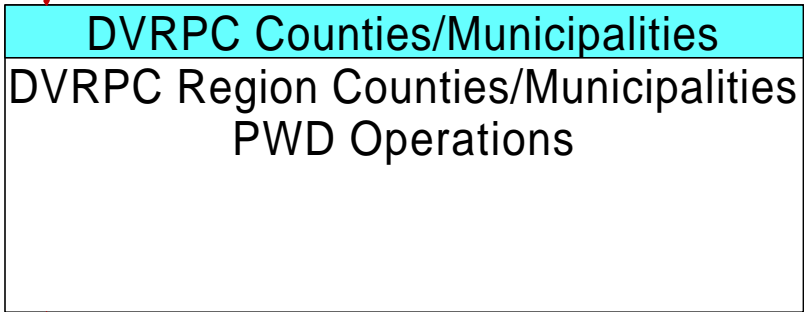 DVRPC Counties/Municipalities
DVRPC Region Counties/Municipalities
PWD Operations